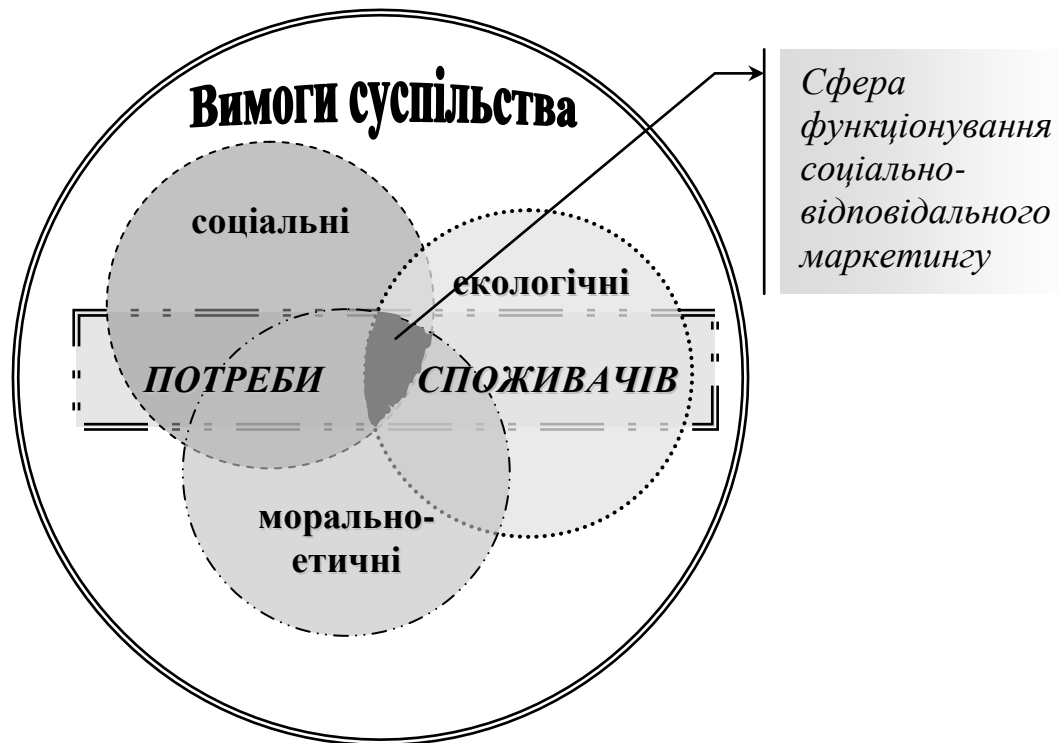 Вимоги суспільства
соціальні
екологічні
ПОТРЕБИ СПОЖИВАЧІВ
морально-
етичні
Сфера
функціонування
соціально-
відповідального
маркетингу